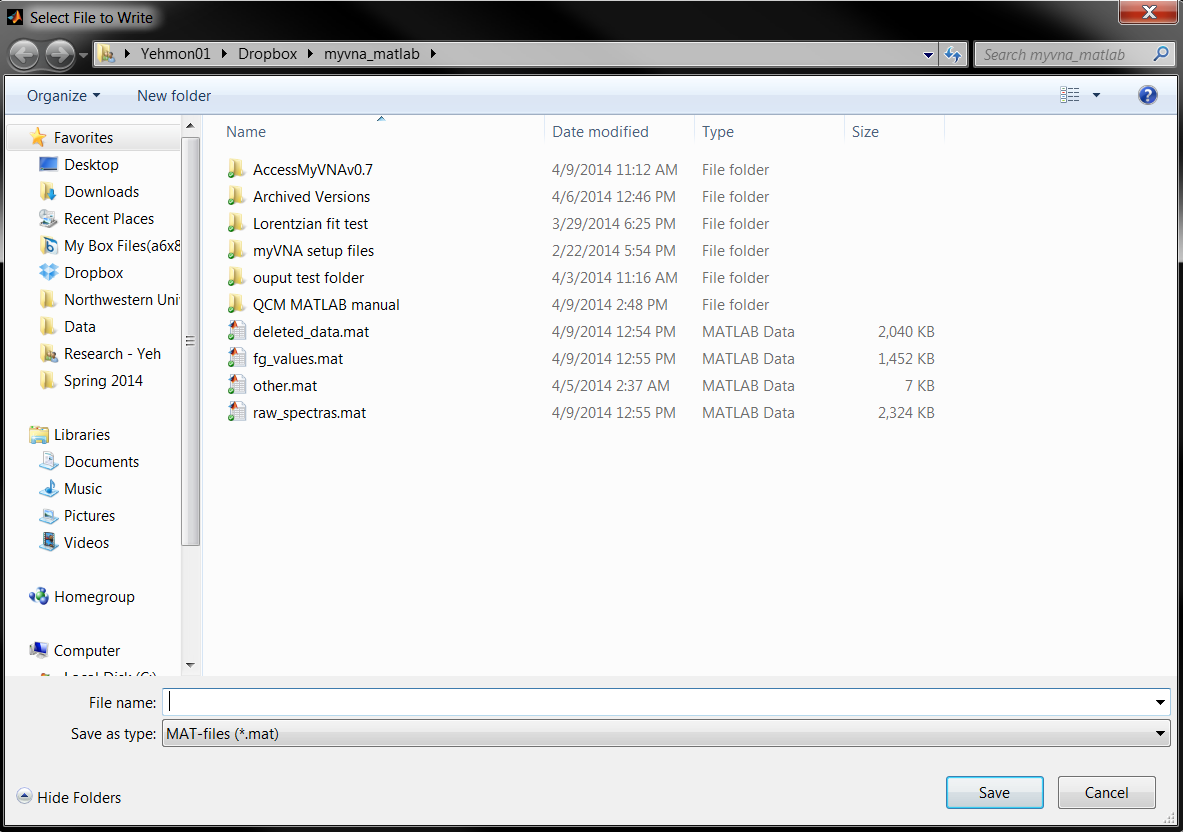 Select File to Write
Yehmon01 Dropbox myvna_matlab
Search myvna_matlab
Organize New folder
Favorites
Desktop
Downloads
Recent Places
My Box Files(a6x8
Dropbox
Northwestern Uni
Data
Research - Yeh
Spring 2014
Libraries
Documents
Music
Pictures
Videos
Homegroup
Computer
Local Disk (C:)
Name Date modified Type Size
AccessMyVNAv0.7 4/9/2014 11:12 AM File folder
Archived Versions 4/6/2014 12:46 PM File folder
Lorentzian fit test 3/29/2014 6:25 PM File folder
myVNA setup files 2/22/2014 5:54 PM File folder
ouput test folder 4/3/2014 11:16 AM File folder
QCM MATLAB manual 4/9/2014 2:48 PM File folder
deleted_data.mat 4/9/2014 12:54 PM MATLAB Data 2,040 KB
fg_values.mat 4/9/2014 12:55 PM MATLAB Data 1,452 KB
other.mat 4/5/2014 2:37 AM MATLAB Data 7 KB
raw_spectras.mat 4/9/2014 12:55 PM MATLAB Data 2,324 KB
File name:
Save as type: MAT-files (*.mat)
Hide Folders
Save Cancel